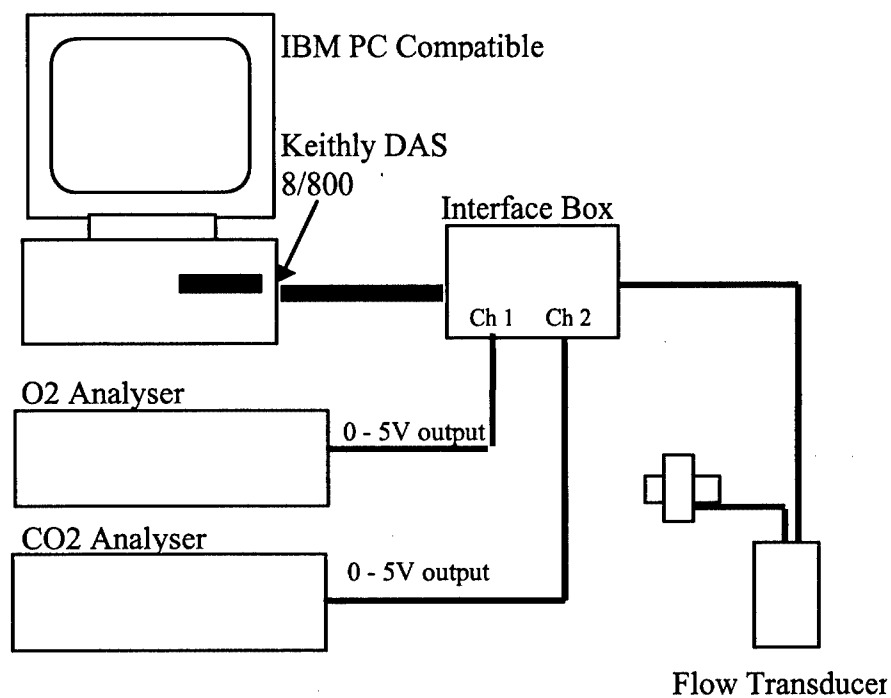 IBM PC Compatible
Keithly DAS
8/800
Interface Box
Ch 1
Ch 2
O2 Analyser
0 - 5V output
CO2 Analyser
0 - 5V output
Flow Transducer